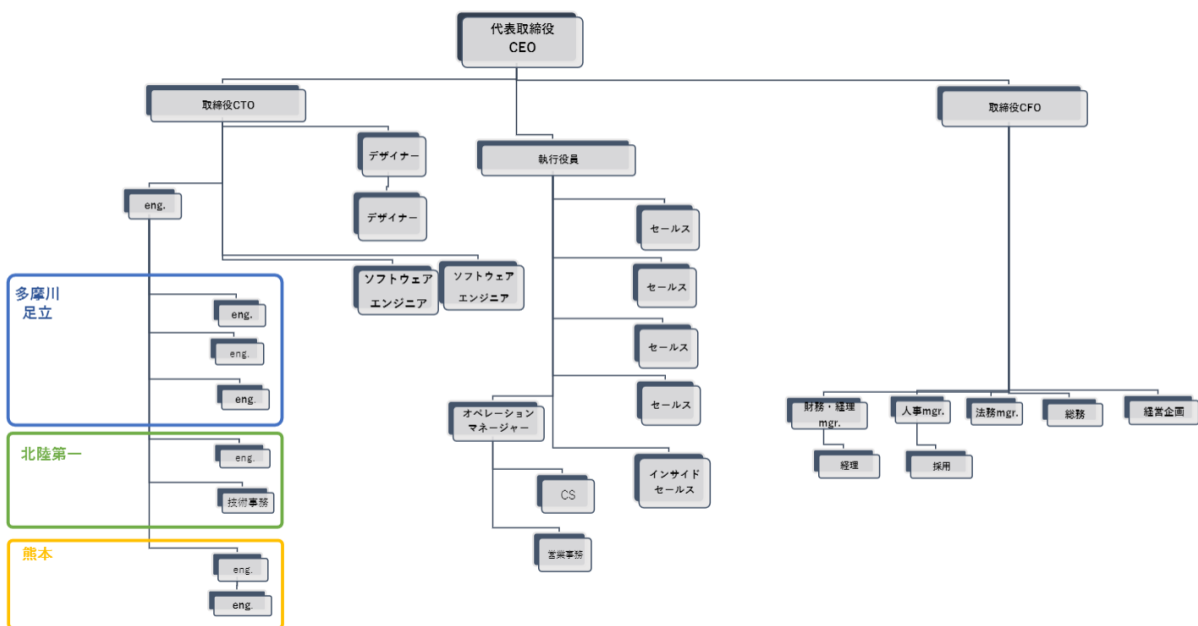 代表取締役
CEO
取締役CTO
取締役CFO
デザイナー
執行役員
デザイナー
eng.
セールス
ソフトウェア
エンジニア
ソフトウェア
エンジニア
セールス
多摩川
足立
eng.
eng.
eng.
セールス
セールス
オペレーション
マネージャー
財務・経理
mgr.
人事mgr.
法務mgr.
総務
経営企画
北陸第一
eng.
技術事務
インサイド
セールス
経理
採用
CS
営業事務
熊本
eng.
eng.